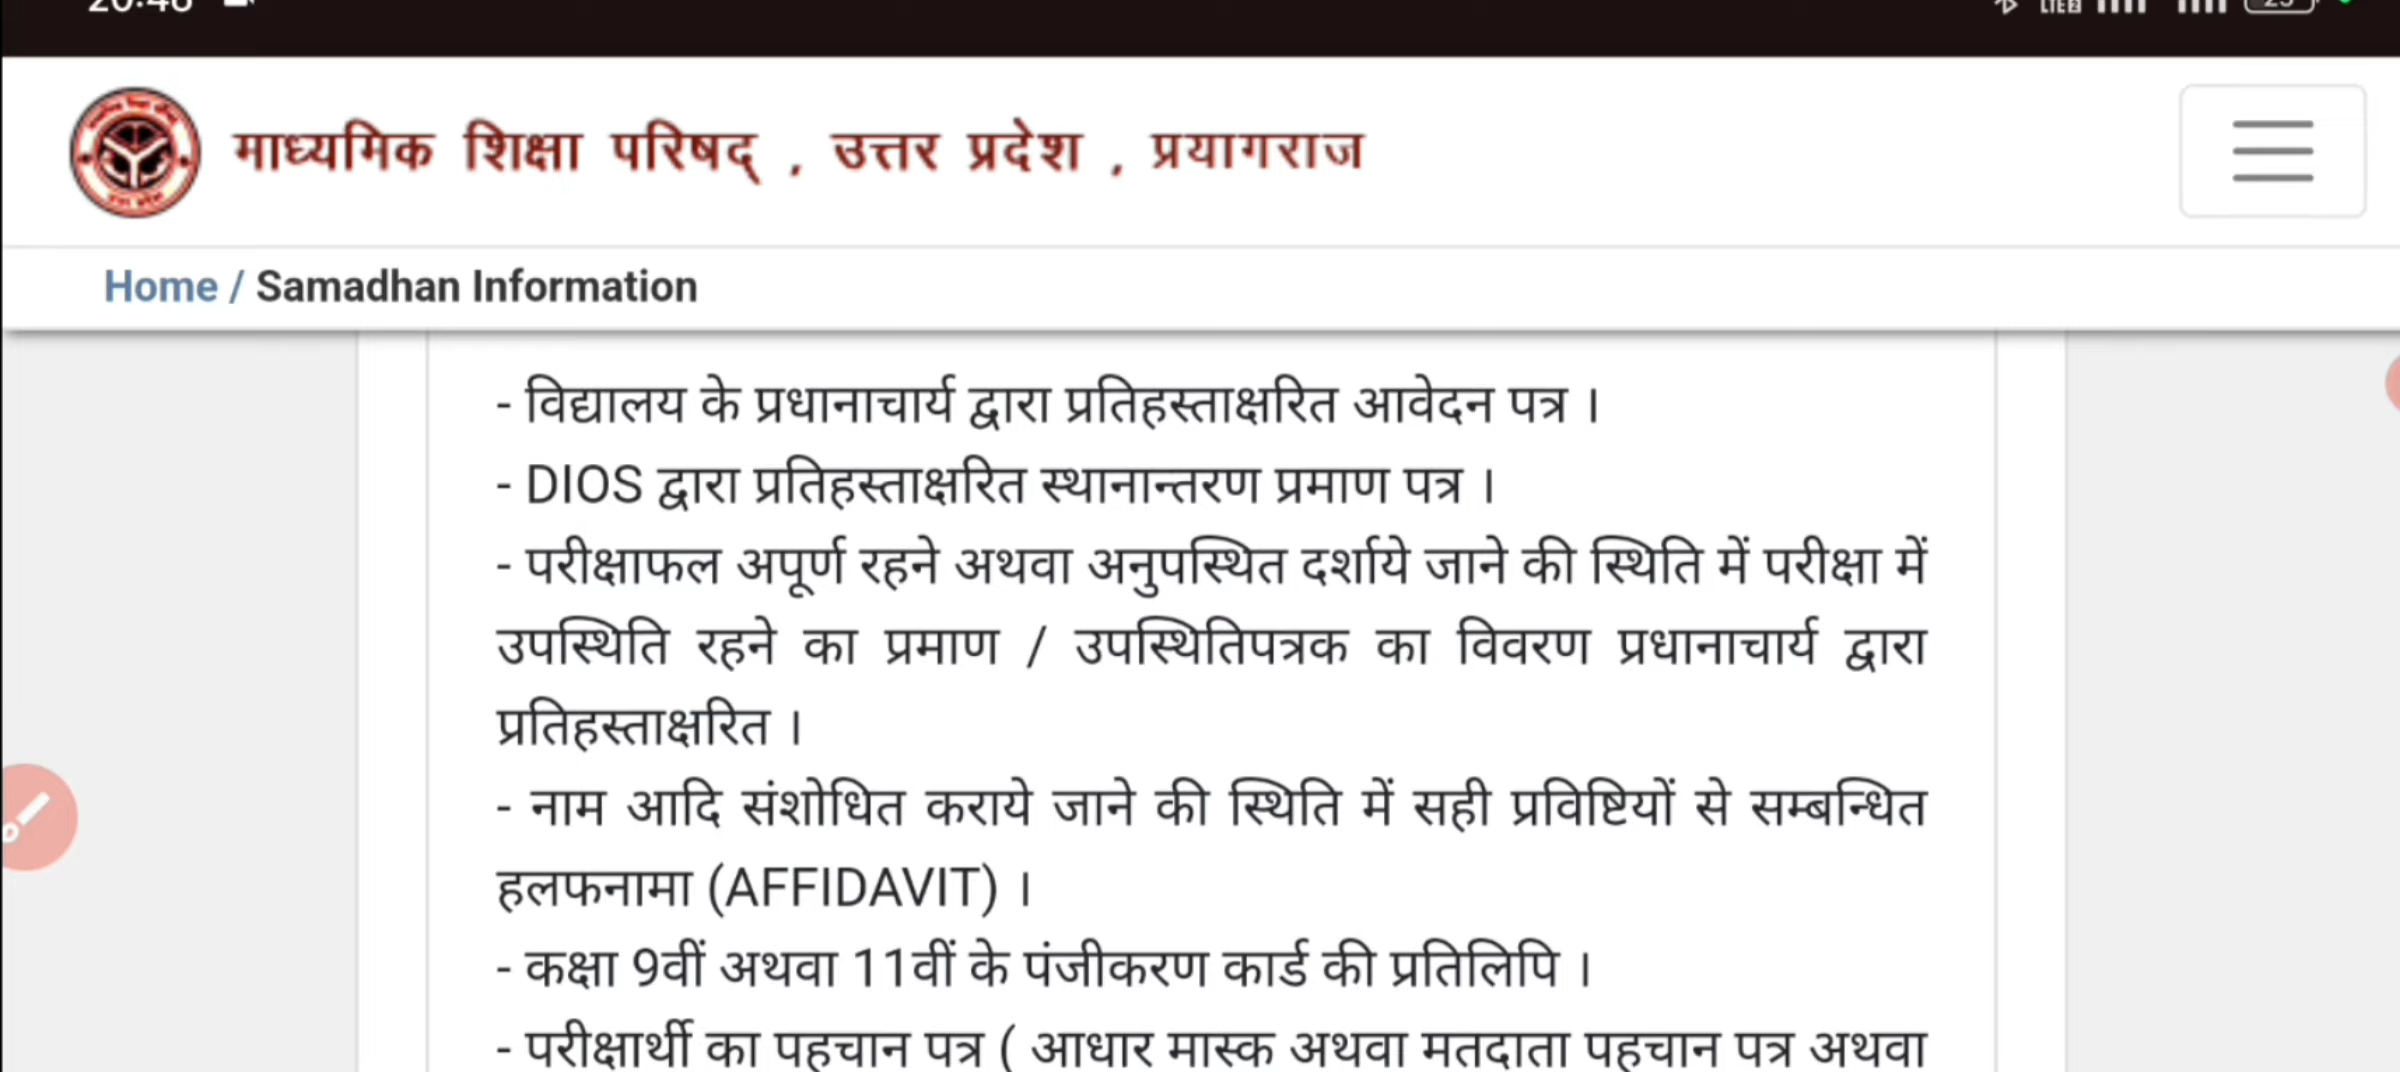 माध्यमिक शिक्षा परिषद् , उत्तर प्रदेश , प्रयागराज
Home / Samadhan Information
- विद्यालय के प्रधानाचार्य द्वारा प्रतिहस्ताक्षरित आवेदन पत्र ।
- DIOS द्वारा प्रतिहस्ताक्षरित स्थानान्तरण प्रमाण पत्र ।
- परीक्षाफल अपूर्ण रहने अथवा अनुपस्थित दर्शाये जाने की स्थिति में परीक्षा में
उपस्थिति रहने का प्रमाण / उपस्थितिपत्रक का विवरण प्रधानाचार्य द्वारा
प्रतिहस्ताक्षरित ।
- नाम आदि संशोधित कराये जाने की स्थिति में सही प्रविष्टियों से सम्बन्धित
हलफनामा (AFFIDAVIT) ।
- कक्षा 9वीं अथवा 11वीं के पंजीकरण कार्ड की प्रतिलिपि ।
- परीक्षार्थी का पहचान पत्र ( आधार मास्क अथवा मतदाता पहचान पत्र अथवा